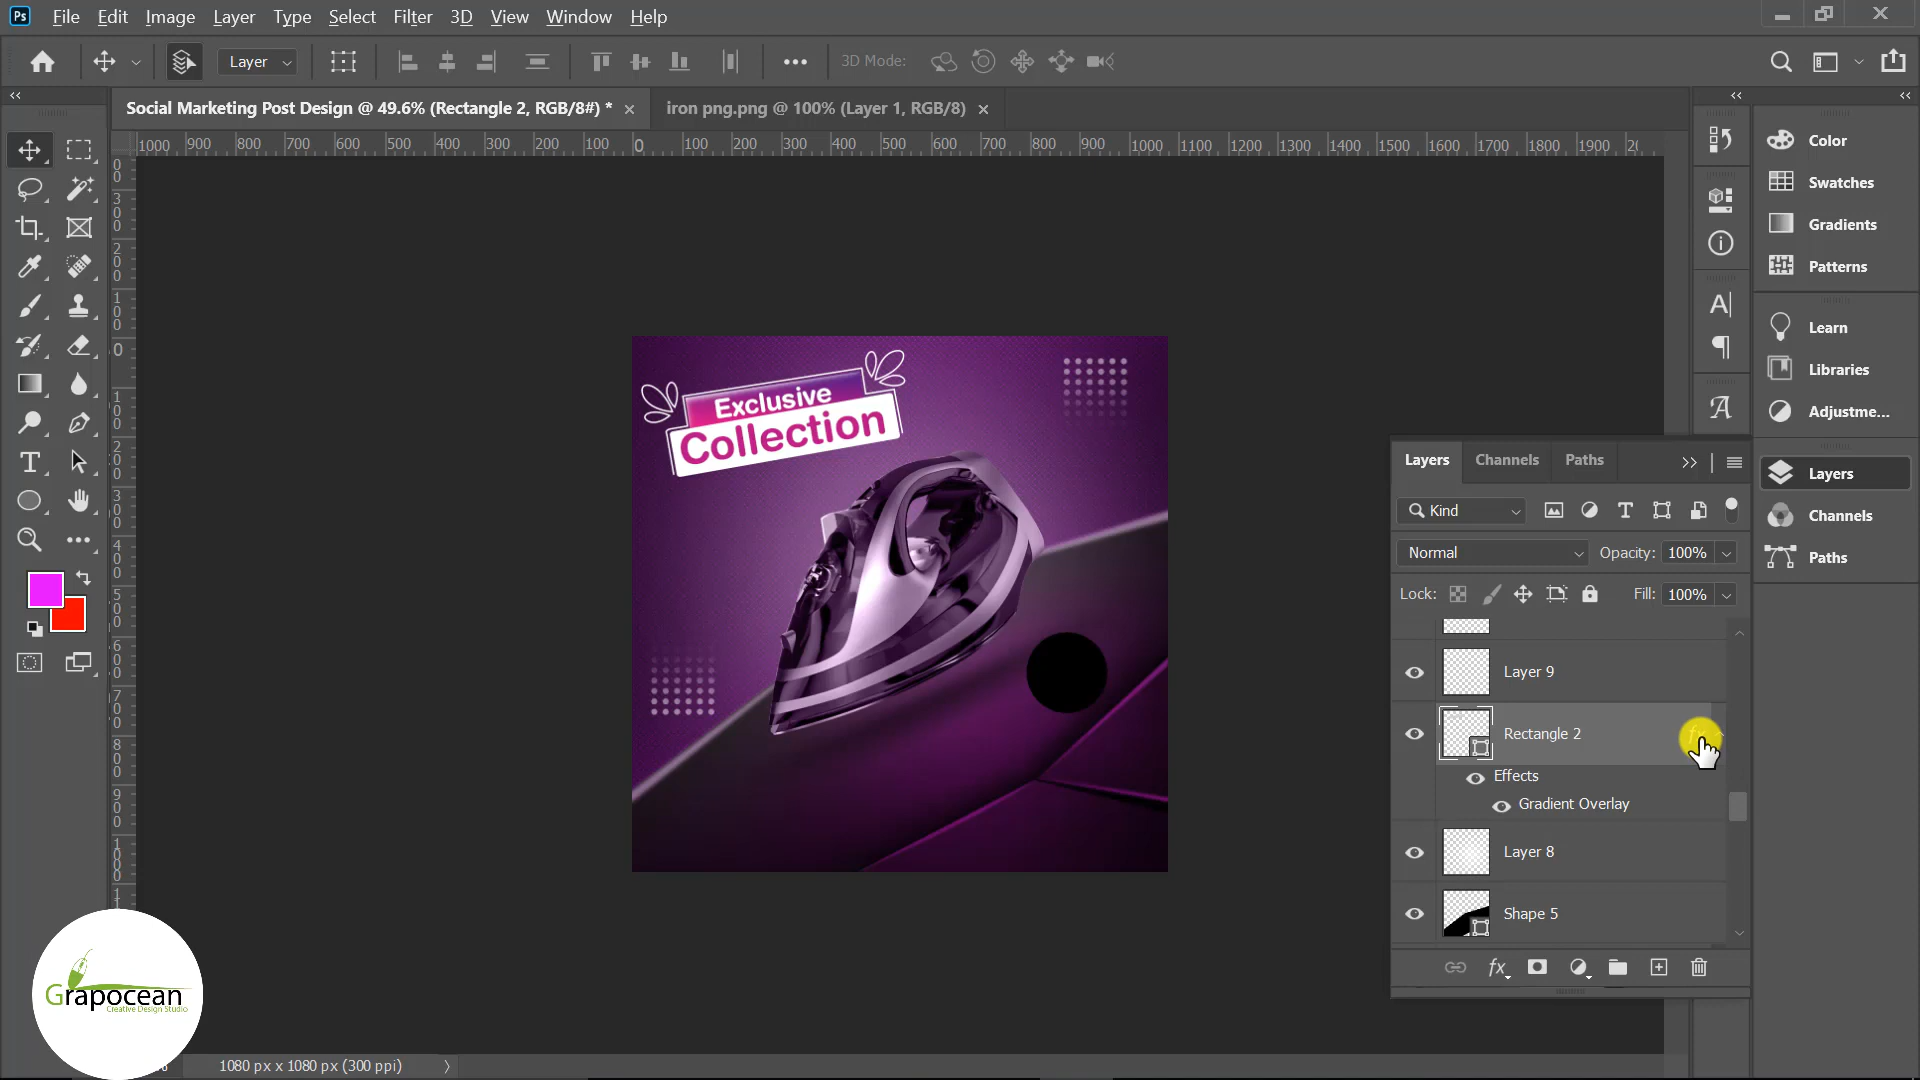 Ps File Edit Image Layer Type Select Filter 3D View Window Help
Layer 3D Mode:
Social Marketing Post Design @ 49.6% (Rectangle 2, RGB/8#) *
iron png.png @ 100% (Layer 1, RGB/8)
1000 900 800 700 600 500 400 300 200 100 0 100 200 300 400 500 600 700 800 900 1000 1100 1200 1300 1400 1500 1600 1700 1800 1900
Exclusive
Collection
Color
Swatches
Gradients
Patterns
Learn
Libraries
Adjustme...
Layers
Channels
Paths
Layers Channels Paths
Kind
Normal Opacity: 100%
Lock: Fill: 100%
Layer 9
Rectangle 2
Effects
Gradient Overlay
Layer 8
Shape 5
fx
Grapocean
Creative Design Studio
1080 px x 1080 px (300 ppi)